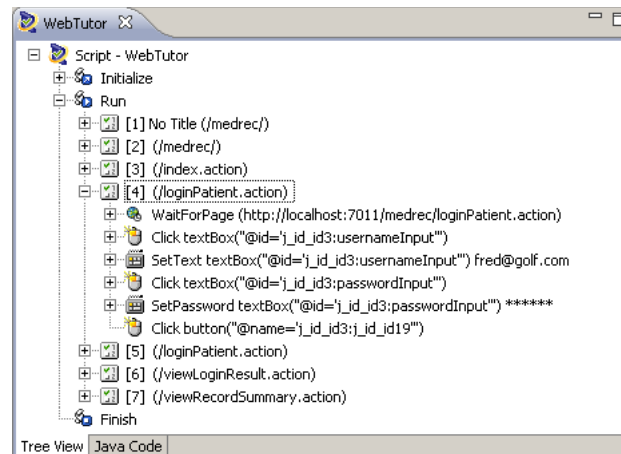 WebTutor
Script - WebTutor
Initialize
Run
[1] No Title (/medrec/)
[2] (/medrec/)
[3] (/index.action)
[4] (/loginPatient.action)
WaitForPage (http://localhost:7011/medrec/loginPatient.action)
Click textBox("@id='j_id_id3:usernameInput'")
SetText textBox("@id='j_id_id3:usernameInput'") fred@golf.com
Click textBox("@id='j_id_id3:passwordInput'")
SetPassword textBox("@id='j_id_id3:passwordInput'") ******
Click button("@name='j_id_id3:j_id_id19'")
[5] (/loginPatient.action)
[6] (/viewLoginResult.action)
[7] (/viewRecordSummary.action)
Finish
Tree View Java Code